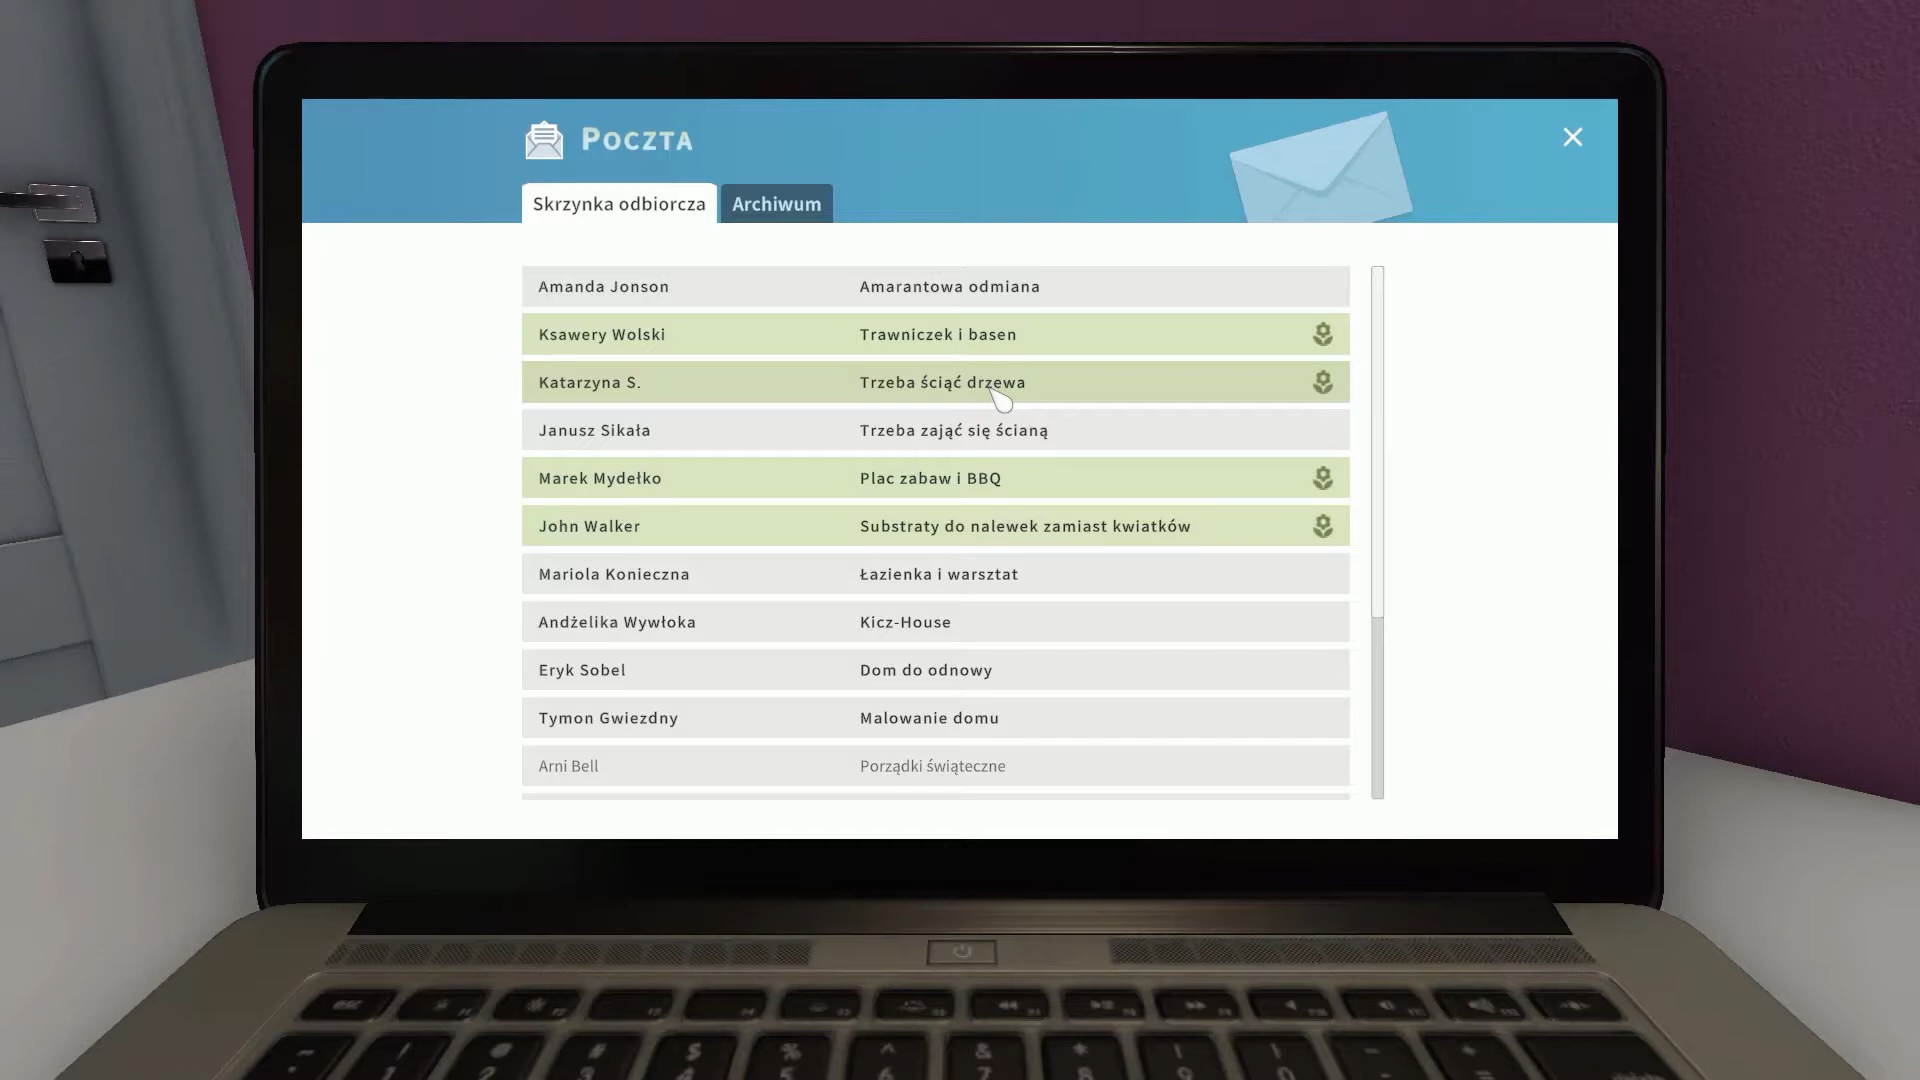 POCZTA
Skrzynka odbiorcza Archiwum
Amanda Jonson Amarantowa odmiana
Ksawery Wolski Trawniczek i basen
Katarzyna S. Trzeba ściąć drzewa
Janusz Sikała Trzeba zająć się ścianą
Marek Mydełko Plac zabaw i BBQ
John Walker Substraty do nalewek zamiast kwiatków
Mariola Konieczna Łazienka i warsztat
Andżelika Wywłoka Kicz-House
Eryk Sobel Dom do odnowy
Tymon Gwiezdny Malowanie domu
Arni Bell Porządki świąteczne
esc